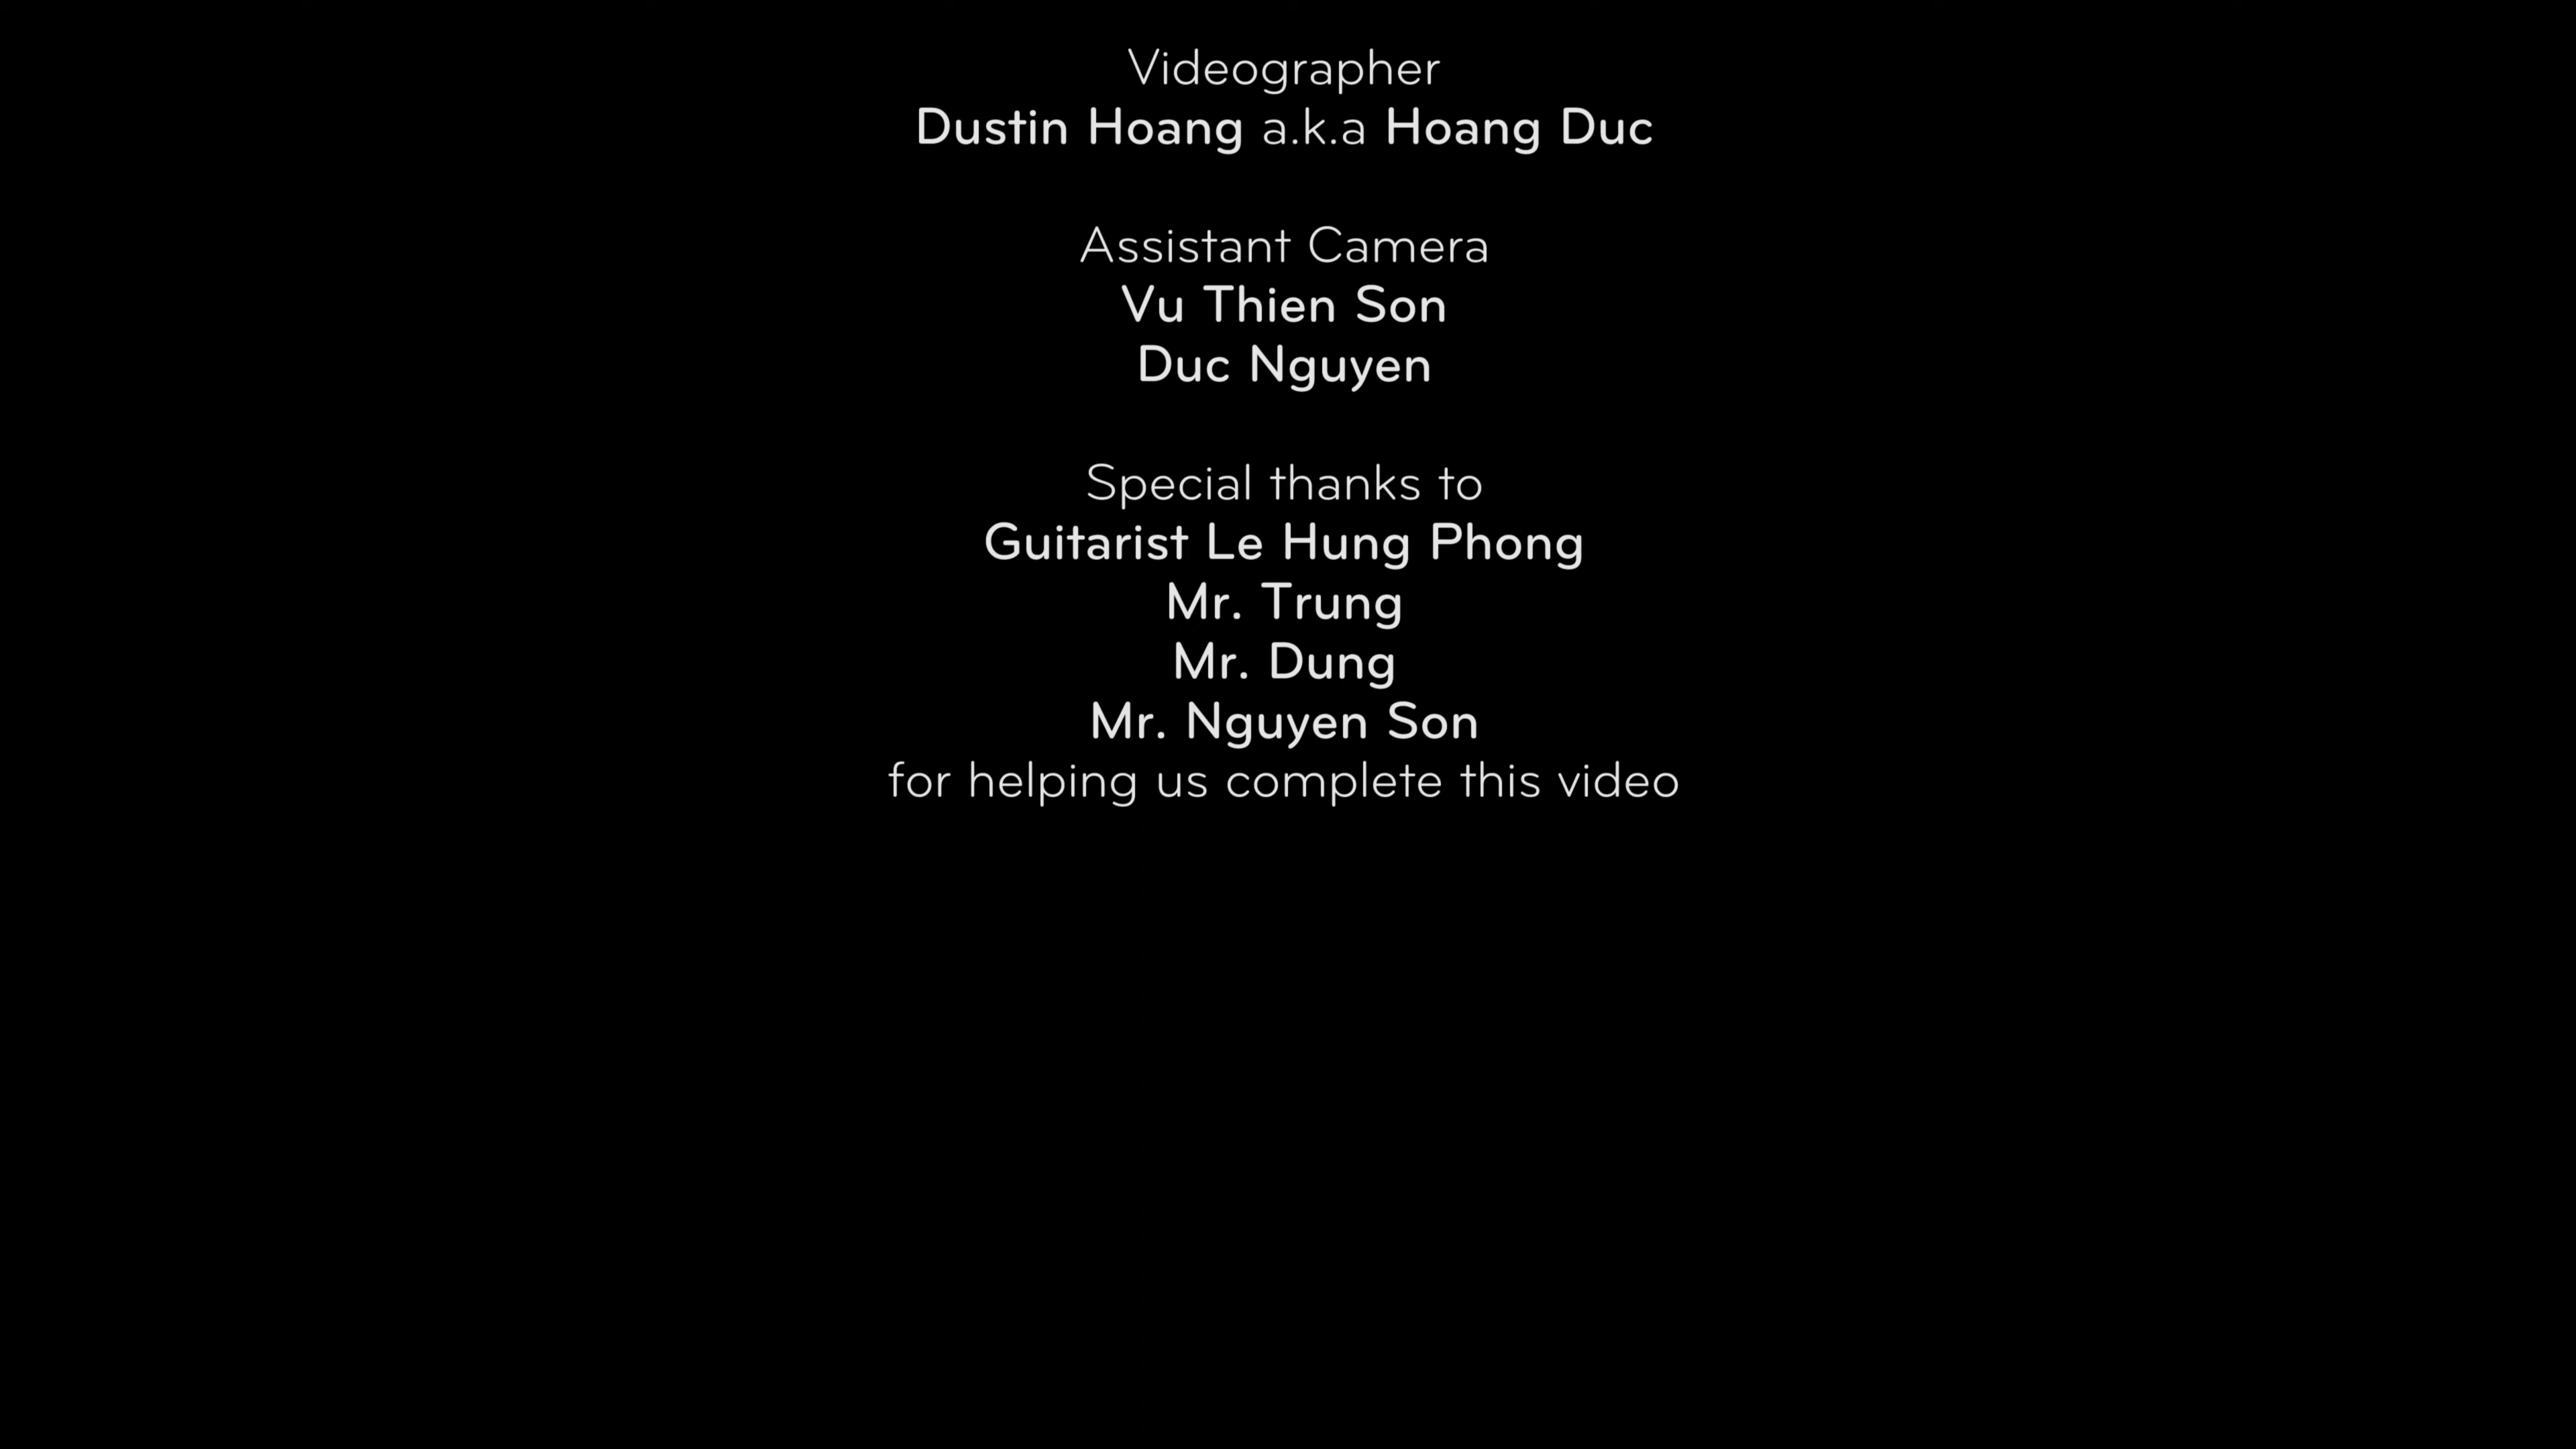 Videographer
Dustin Hoang a.k.a Hoang Duc
Assistant Camera
Vu Thien Son
Duc Nguyen
Special thanks to
Guitarist Le Hung Phong
Mr. Trung
Mr. Dung
Mr. Nguyen Son
for helping us complete this video